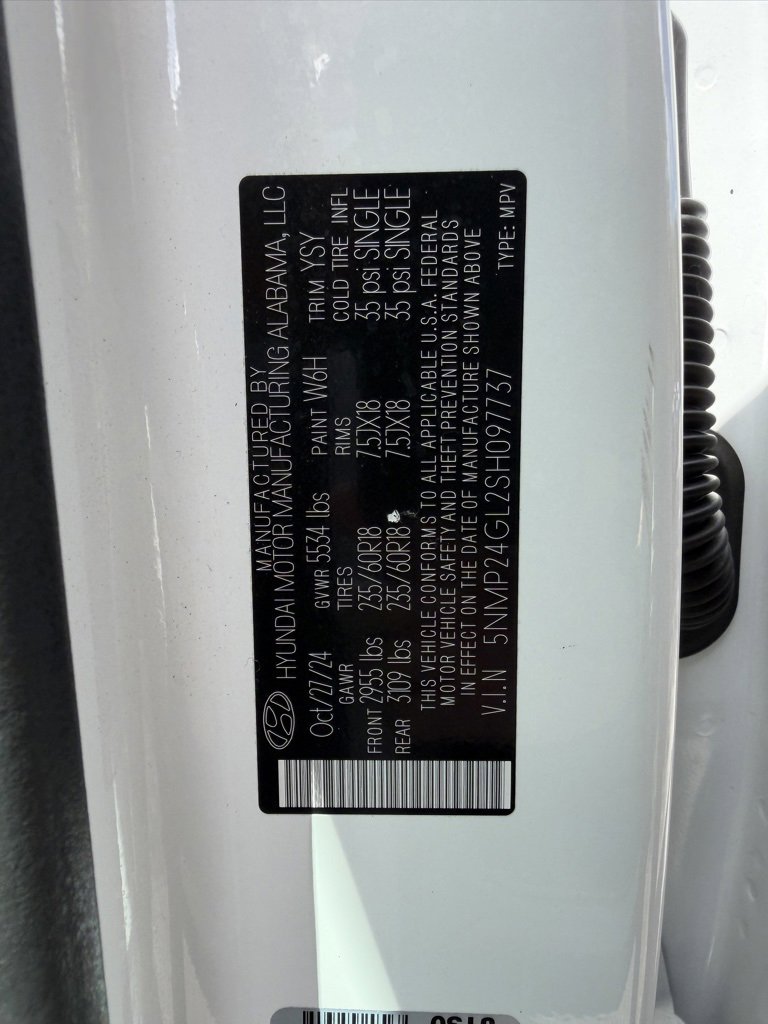 MANUFACTURED BY
HYUNDAI MOTOR MANUFACTURING ALABAMA, LLC
Oct/27/24 GVWR 5534 lbs PAINT W6H TRIM YSY
GAWR TIRES RIMS COLD TIRE INFL
FRONT 2955 lbs 235/60R18 7.5JX18 35 psi SINGLE
REAR 3109 lbs 235/60R18 7.5JX18 35 psi SINGLE
THIS VEHICLE CONFORMS TO ALL APPLICABLE U.S.A. FEDERAL
MOTOR VEHICLE SAFETY AND THEFT PREVENTION STANDARDS
IN EFFECT ON THE DATE OF MANUFACTURE SHOWN ABOVE
V.I.N 5NMP24GL2SH097737 TYPE: MPV